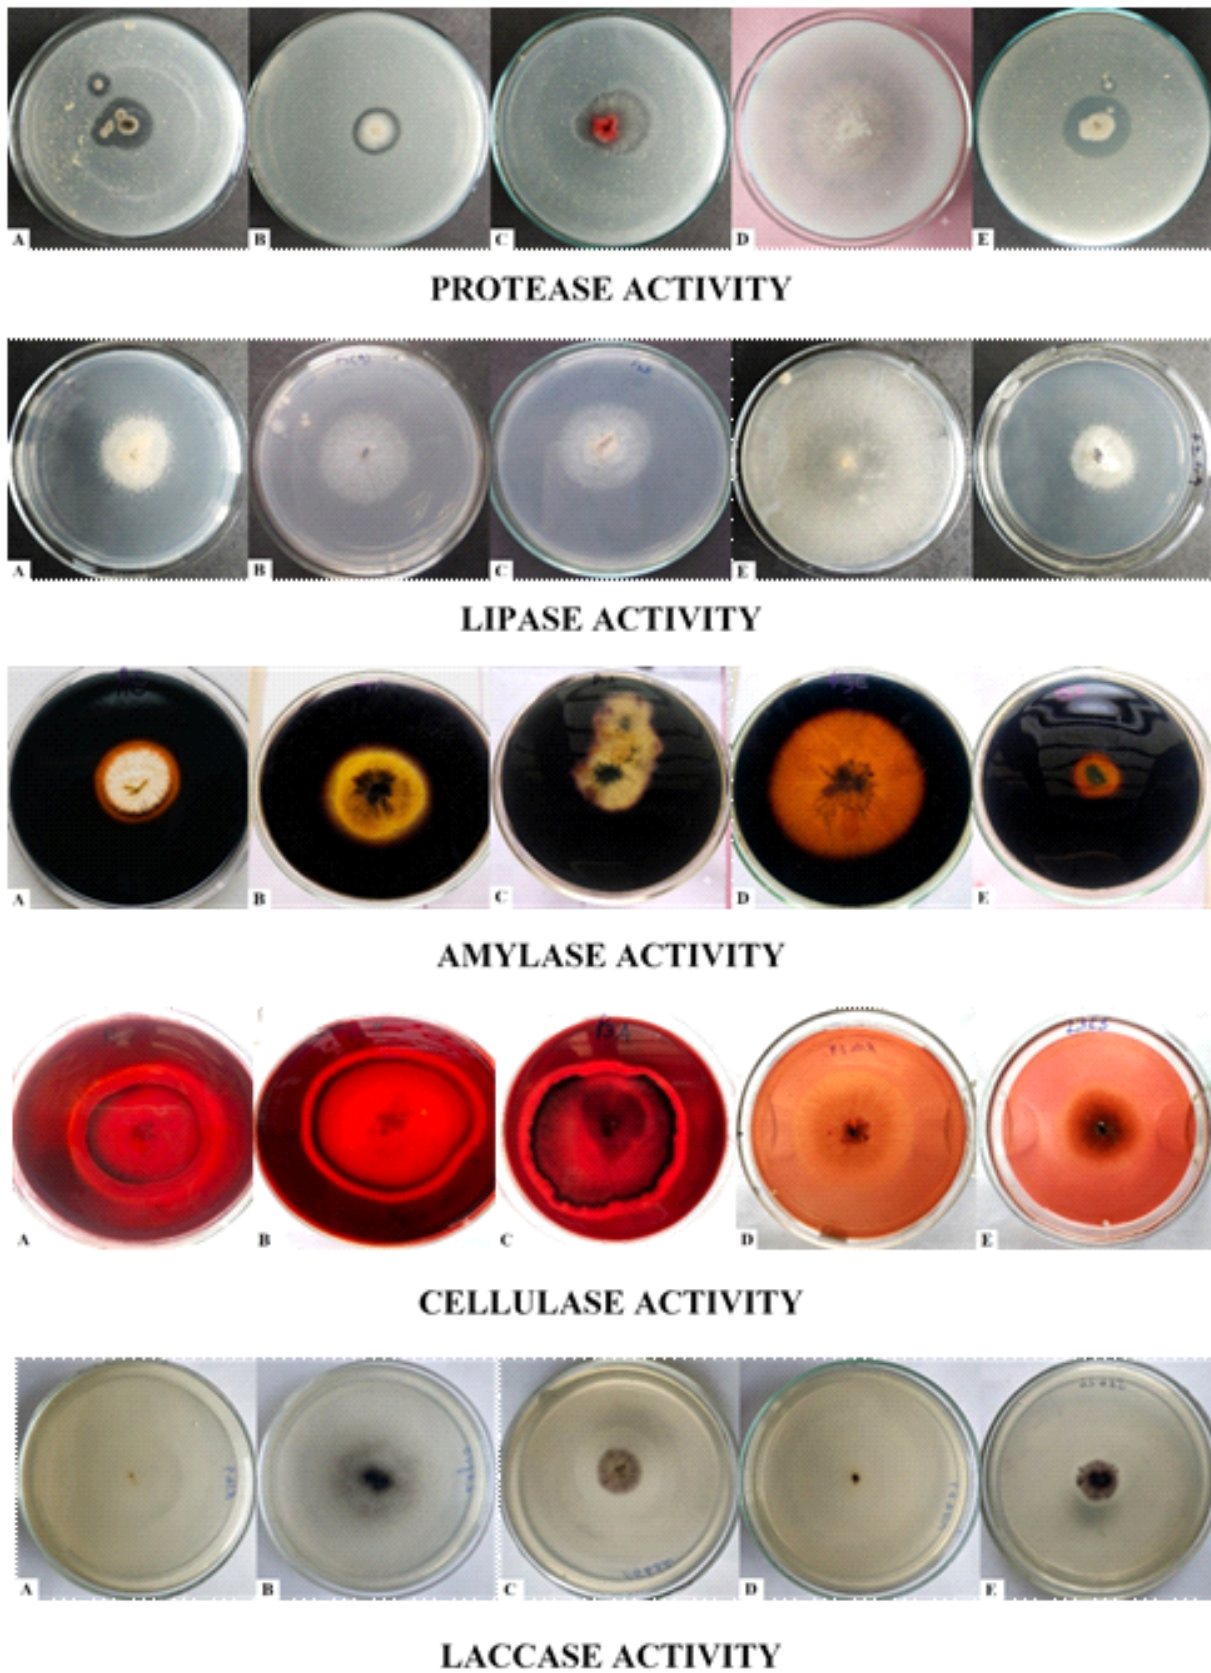 A B C D E
PROTEASE ACTIVITY
A B C E
LIPASE ACTIVITY
A B C D E
AMYLASE ACTIVITY
A B C D E
CELLULASE ACTIVITY
A B C D E
LACCASE ACTIVITY